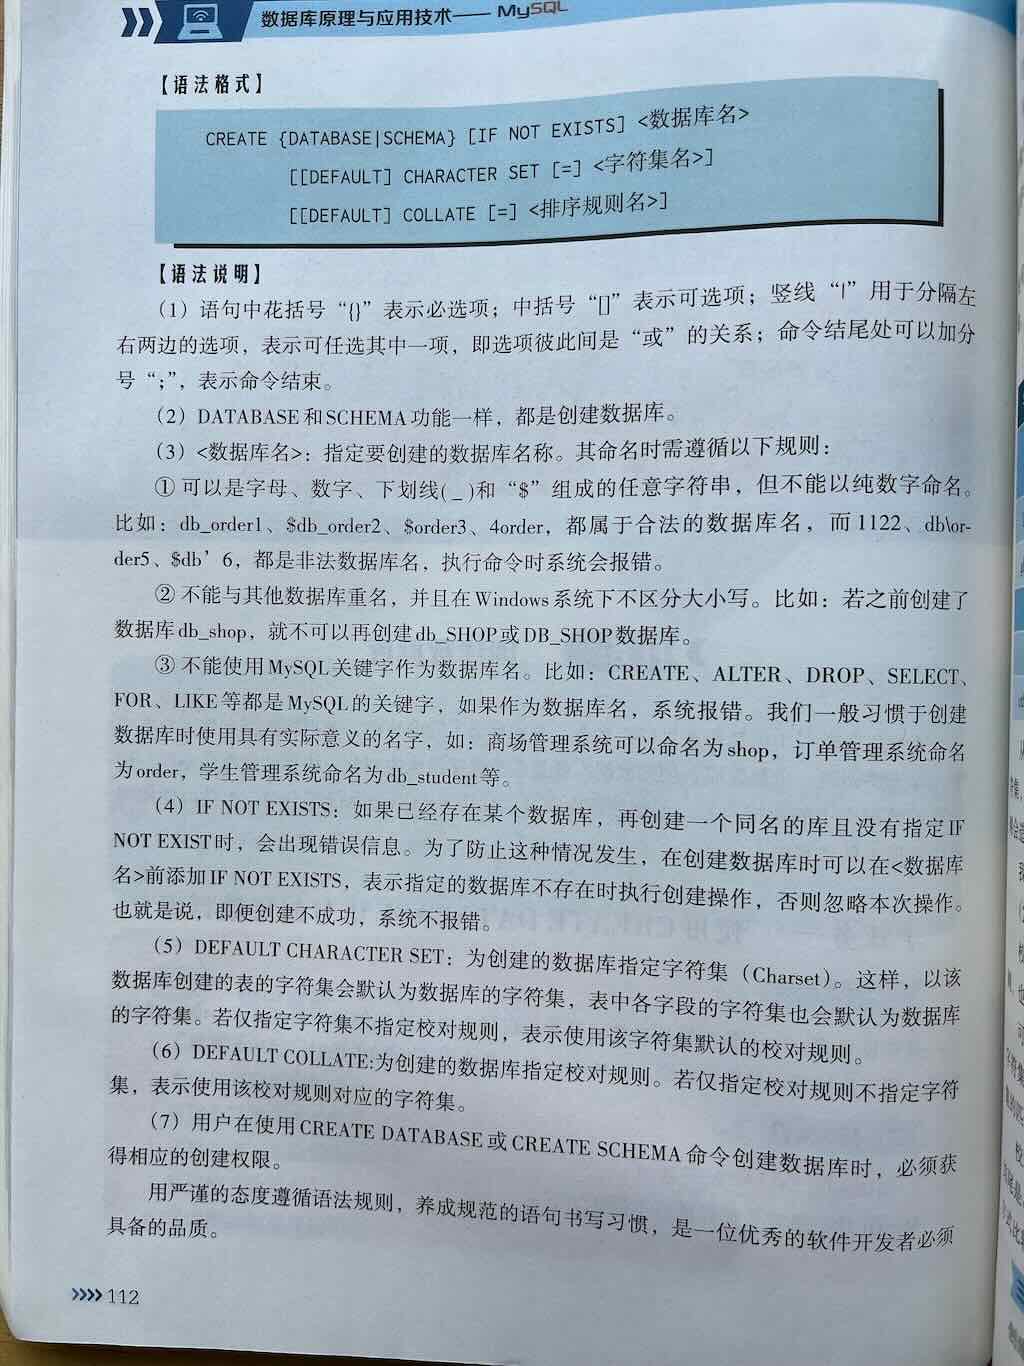 数据库原理与应用技术—— MySQL
【语法格式】
CREATE {DATABASE|SCHEMA} [IF NOT EXISTS] <数据库名>
[[DEFAULT] CHARACTER SET [=] <字符集名>]
[[DEFAULT] COLLATE [=] <排序规则名>]
【语法说明】
(1) 语句中花括号“{}”表示必选项；中括号“[]”表示可选项；竖线“|”用于分隔左
右两边的选项，表示可任选其中一项，即选项彼此间是“或”的关系；命令结尾处可以加分
号“;”，表示命令结束。
(2) DATABASE和SCHEMA功能一样，都是创建数据库。
(3) <数据库名>：指定要创建的数据库名称。其命名时需遵循以下规则：
① 可以是字母、数字、下划线( _ )和“$”组成的任意字符串，但不能以纯数字命名。
比如：db_order1、$db_order2、$order3、4order，都属于合法的数据库名，而1122、db\or-
der5、$db’6，都是非法数据库名，执行命令时系统会报错。
② 不能与其他数据库重名，并且在Windows系统下不区分大小写。比如：若之前创建了
数据库db_shop，就不可以再创建db_SHOP或DB_SHOP数据库。
③ 不能使用MySQL关键字作为数据库名。比如：CREATE、ALTER、DROP、SELECT、
FOR、LIKE等都是MySQL的关键字，如果作为数据库名，系统报错。我们一般习惯于创建
数据库时使用具有实际意义的名字，如：商场管理系统可以命名为shop，订单管理系统命名
为order，学生管理系统命名为db_student等。
(4) IF NOT EXISTS：如果已经存在某个数据库，再创建一个同名的库且没有指定IF
NOT EXIST时，会出现错误信息。为了防止这种情况发生，在创建数据库时可以在<数据库
名>前添加IF NOT EXISTS，表示指定的数据库不存在时执行创建操作，否则忽略本次操作。
也就是说，即便创建不成功，系统不报错。
(5) DEFAULT CHARACTER SET：为创建的数据库指定字符集（Charset）。这样，以该
数据库创建的表的字符集会默认为数据库的字符集，表中各字段的字符集也会默认为数据库
的字符集。若仅指定字符集不指定校对规则，表示使用该字符集默认的校对规则。
(6) DEFAULT COLLATE:为创建的数据库指定校对规则。若仅指定校对规则不指定字符
集，表示使用该校对规则对应的字符集。
(7) 用户在使用CREATE DATABASE或CREATE SCHEMA命令创建数据库时，必须获
得相应的创建权限。
用严谨的态度遵循语法规则，养成规范的语句书写习惯，是一位优秀的软件开发者必须
具备的品质。
112